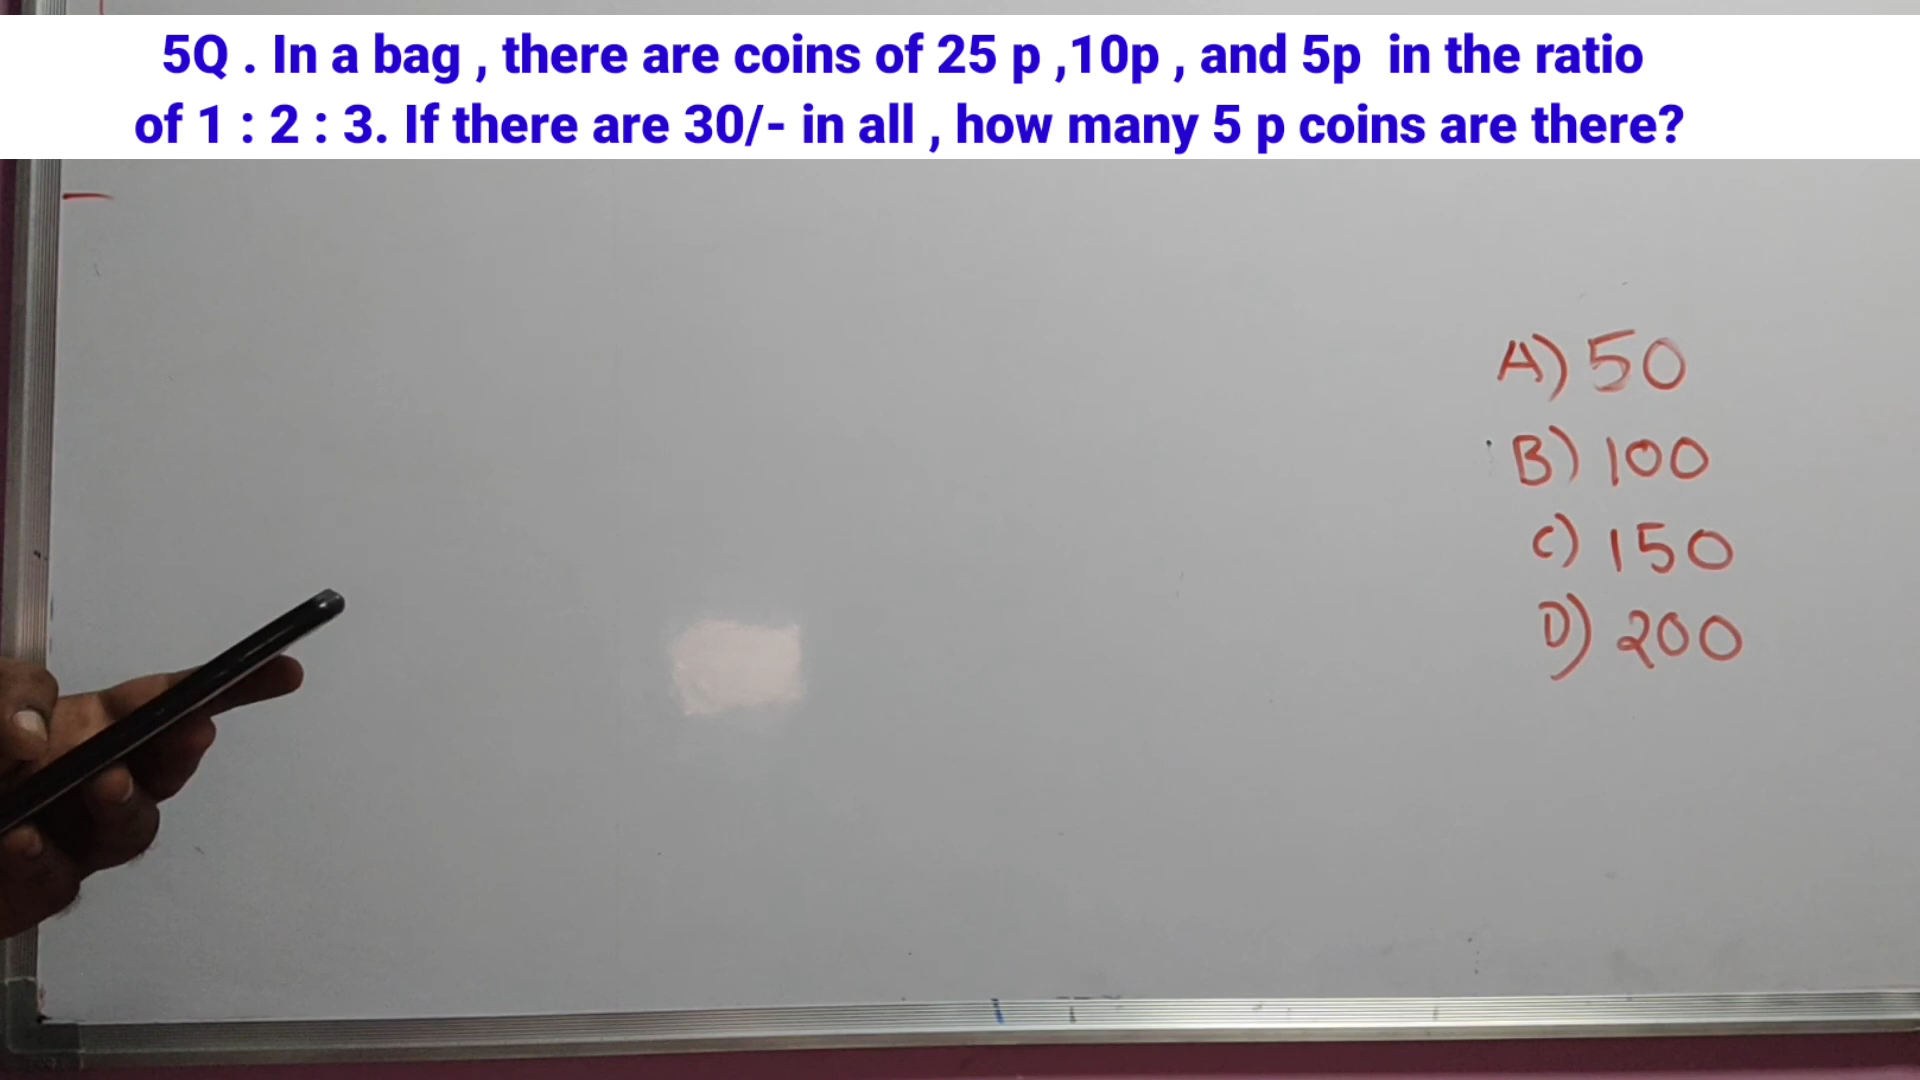 5Q . In a bag , there are coins of 25 p ,10p , and 5p in the ratio
of 1 : 2 : 3. If there are 30/- in all , how many 5 p coins are there?
A) 50
B) 100
C) 150
D) 200